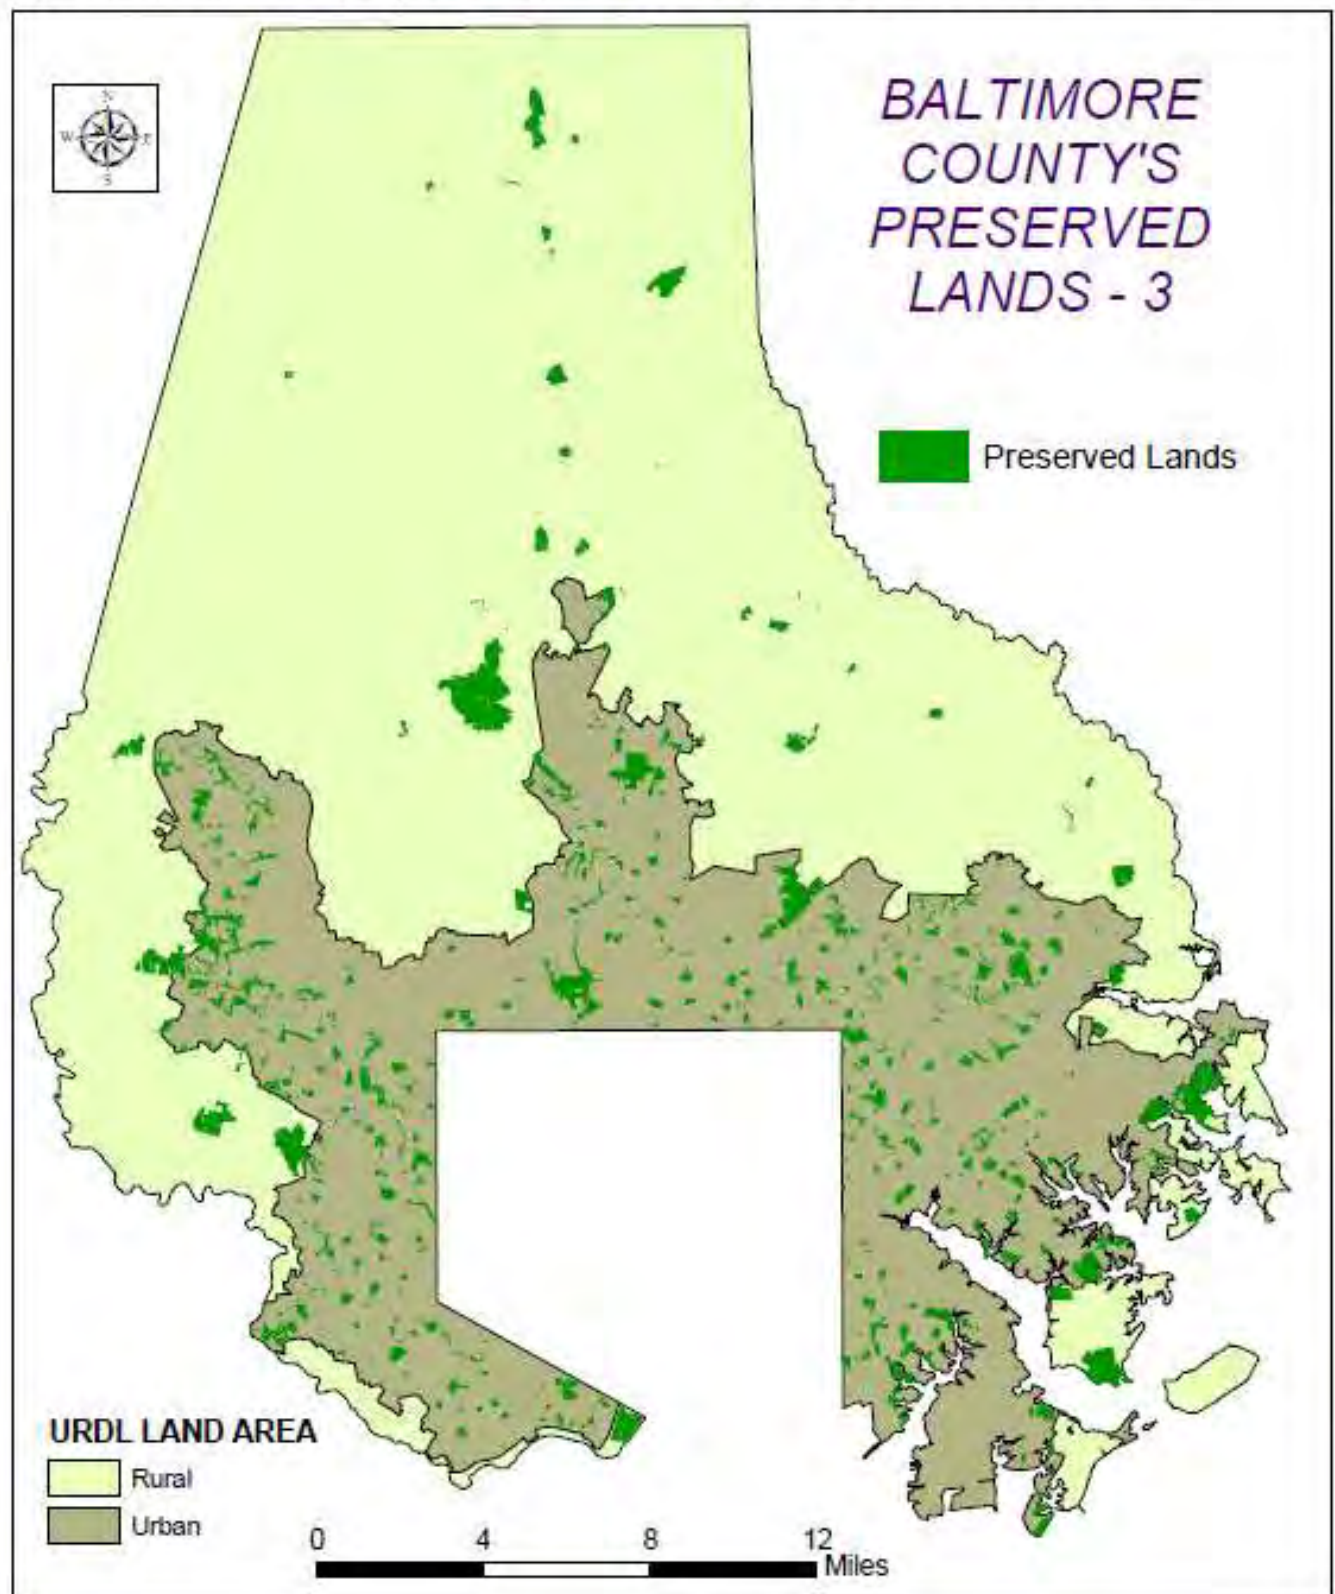 N
W E
S
BALTIMORE
COUNTY'S
PRESERVED
LANDS - 3
Preserved Lands
URDL LAND AREA
Rural
Urban
0 4 8 12
Miles